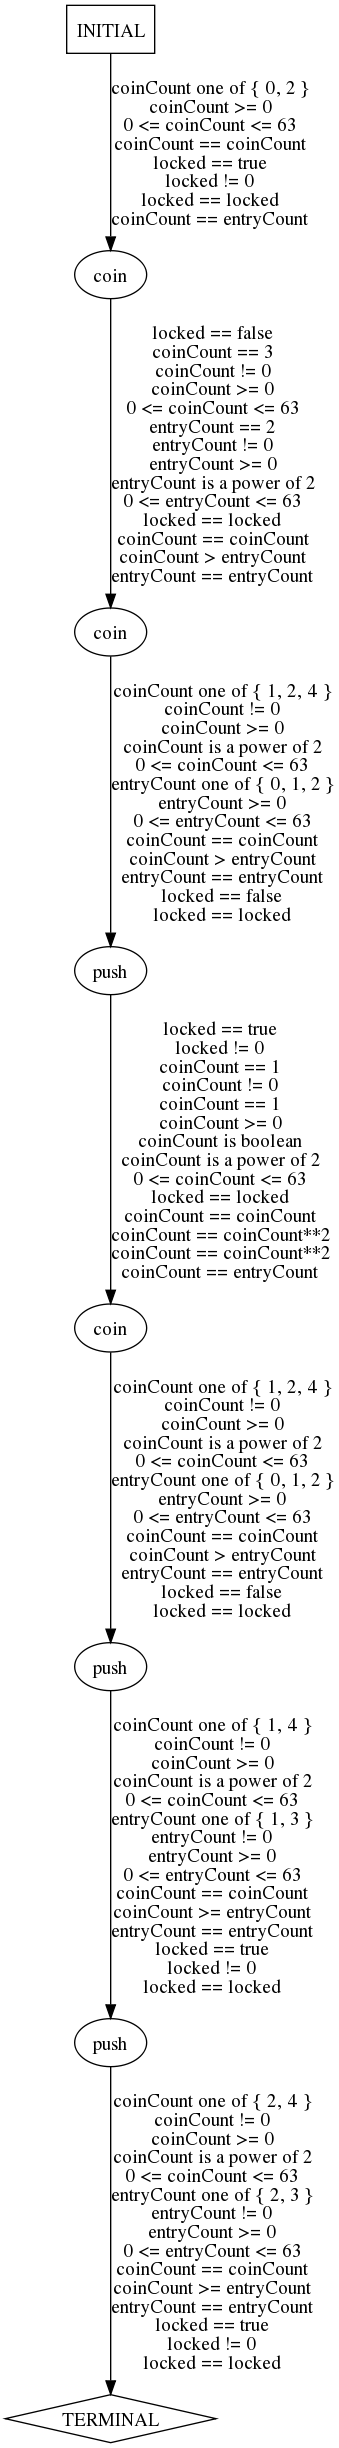 INITIAL
coinCount one of { 0, 2 }
coinCount >= 0
0 <= coinCount <= 63
coinCount == coinCount
locked == true
locked != 0
locked == locked
coinCount == entryCount
coin
locked == false
coinCount == 3
coinCount != 0
coinCount >= 0
0 <= coinCount <= 63
entryCount == 2
entryCount != 0
entryCount >= 0
entryCount is a power of 2
0 <= entryCount <= 63
locked == locked
coinCount == coinCount
coinCount > entryCount
entryCount == entryCount
coin
coinCount one of { 1, 2, 4 }
coinCount != 0
coinCount >= 0
coinCount is a power of 2
0 <= coinCount <= 63
entryCount one of { 0, 1, 2 }
entryCount >= 0
0 <= entryCount <= 63
coinCount == coinCount
coinCount > entryCount
entryCount == entryCount
locked == false
locked == locked
push
locked == true
locked != 0
coinCount == 1
coinCount != 0
coinCount == 1
coinCount >= 0
coinCount is boolean
coinCount is a power of 2
0 <= coinCount <= 63
locked == locked
coinCount == coinCount
coinCount == coinCount**2
coinCount == coinCount**2
coinCount == entryCount
coin
coinCount one of { 1, 2, 4 }
coinCount != 0
coinCount >= 0
coinCount is a power of 2
0 <= coinCount <= 63
entryCount one of { 0, 1, 2 }
entryCount >= 0
0 <= entryCount <= 63
coinCount == coinCount
coinCount > entryCount
entryCount == entryCount
locked == false
locked == locked
push
coinCount one of { 1, 4 }
coinCount != 0
coinCount >= 0
coinCount is a power of 2
0 <= coinCount <= 63
entryCount one of { 1, 3 }
entryCount != 0
entryCount >= 0
0 <= entryCount <= 63
coinCount == coinCount
coinCount >= entryCount
entryCount == entryCount
locked == true
locked != 0
locked == locked
push
coinCount one of { 2, 4 }
coinCount != 0
coinCount >= 0
coinCount is a power of 2
0 <= coinCount <= 63
entryCount one of { 2, 3 }
entryCount != 0
entryCount >= 0
0 <= entryCount <= 63
coinCount == coinCount
coinCount >= entryCount
entryCount == entryCount
locked == true
locked != 0
locked == locked
TERMINAL